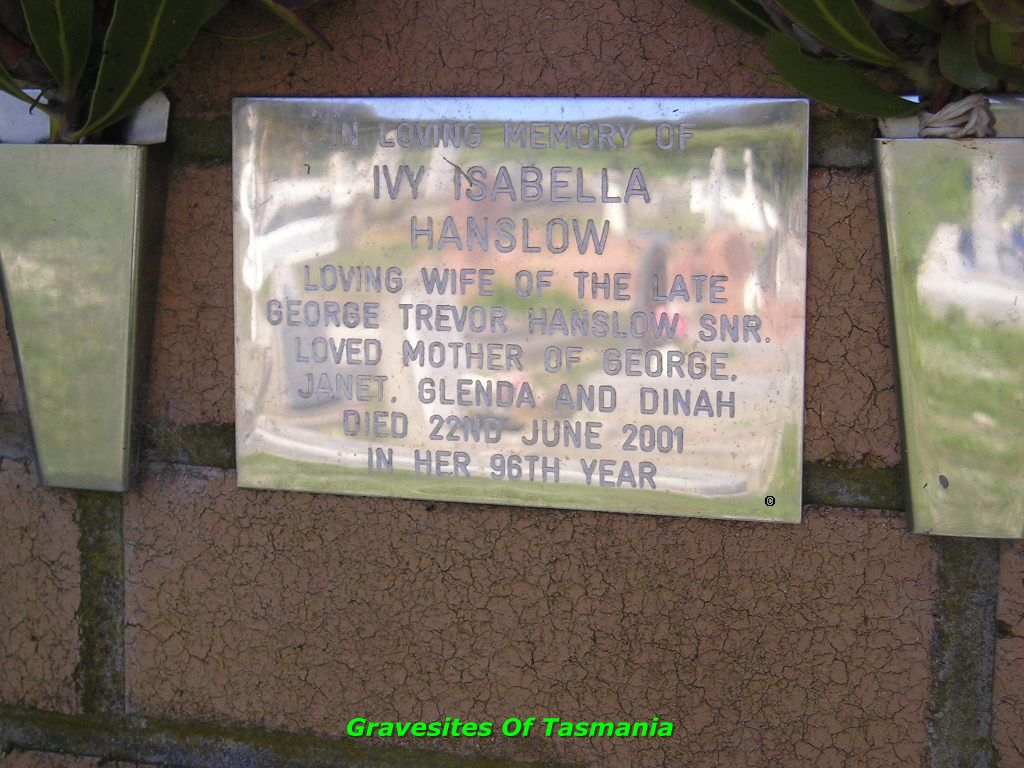 IN LOVING MEMORY OF
IVY ISABELLA
HANSLOW
LOVING WIFE OF THE LATE
GEORGE TREVOR HANSLOW SNR.
LOVED MOTHER OF GEORGE,
JANET, GLENDA AND DINAH
DIED 22ND JUNE 2001
IN HER 96TH YEAR
©
Gravesites Of Tasmania